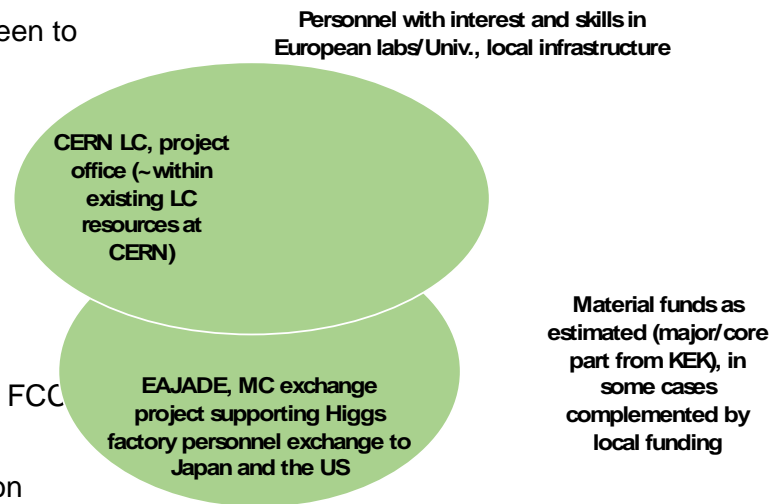 een to
Personnel with interest and skills in
European labs/Univ., local infrastructure
CERN LC, project
office (~within
existing LC
resources at
CERN)
Material funds as
estimated (major/core
part from KEK), in
some cases
complemented by
local funding
FCC
EAJADE, MC exchange
project supporting Higgs
factory personnel exchange to
Japan and the US
on